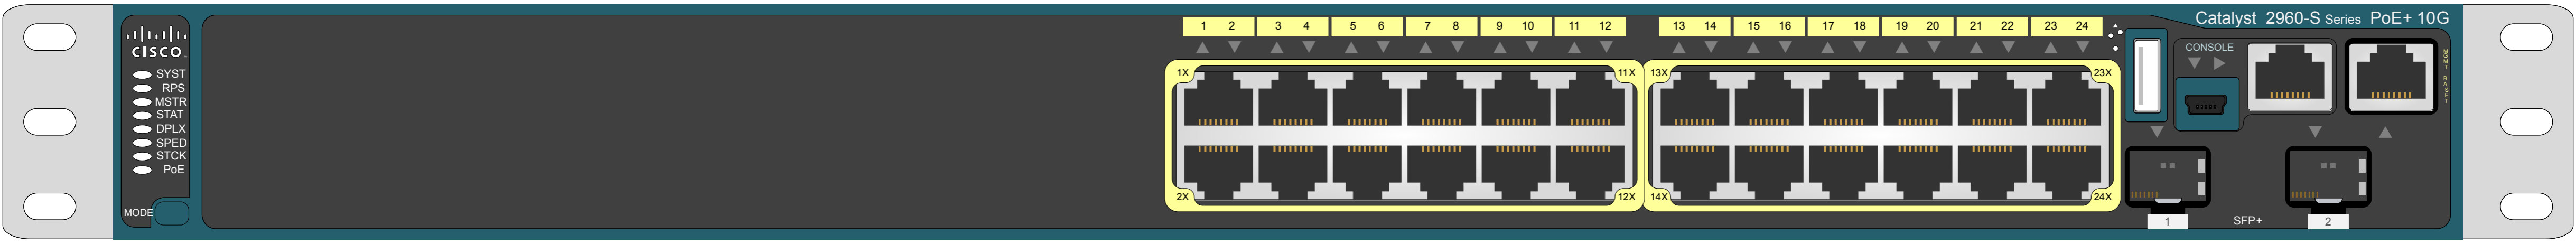 CISCO
SYST
RPS
MSTR
STAT
DPLX
SPED
STCK
PoE
MODE
1 2 3 4 5 6 7 8 9 10 11 12 13 14 15 16 17 18 19 20 21 22 23 24
1X 11X 13X 23X
2X 12X 14X 24X
Catalyst 2960-S Series PoE+ 10G
CONSOLE
MGMT BASET
1 SFP+ 2